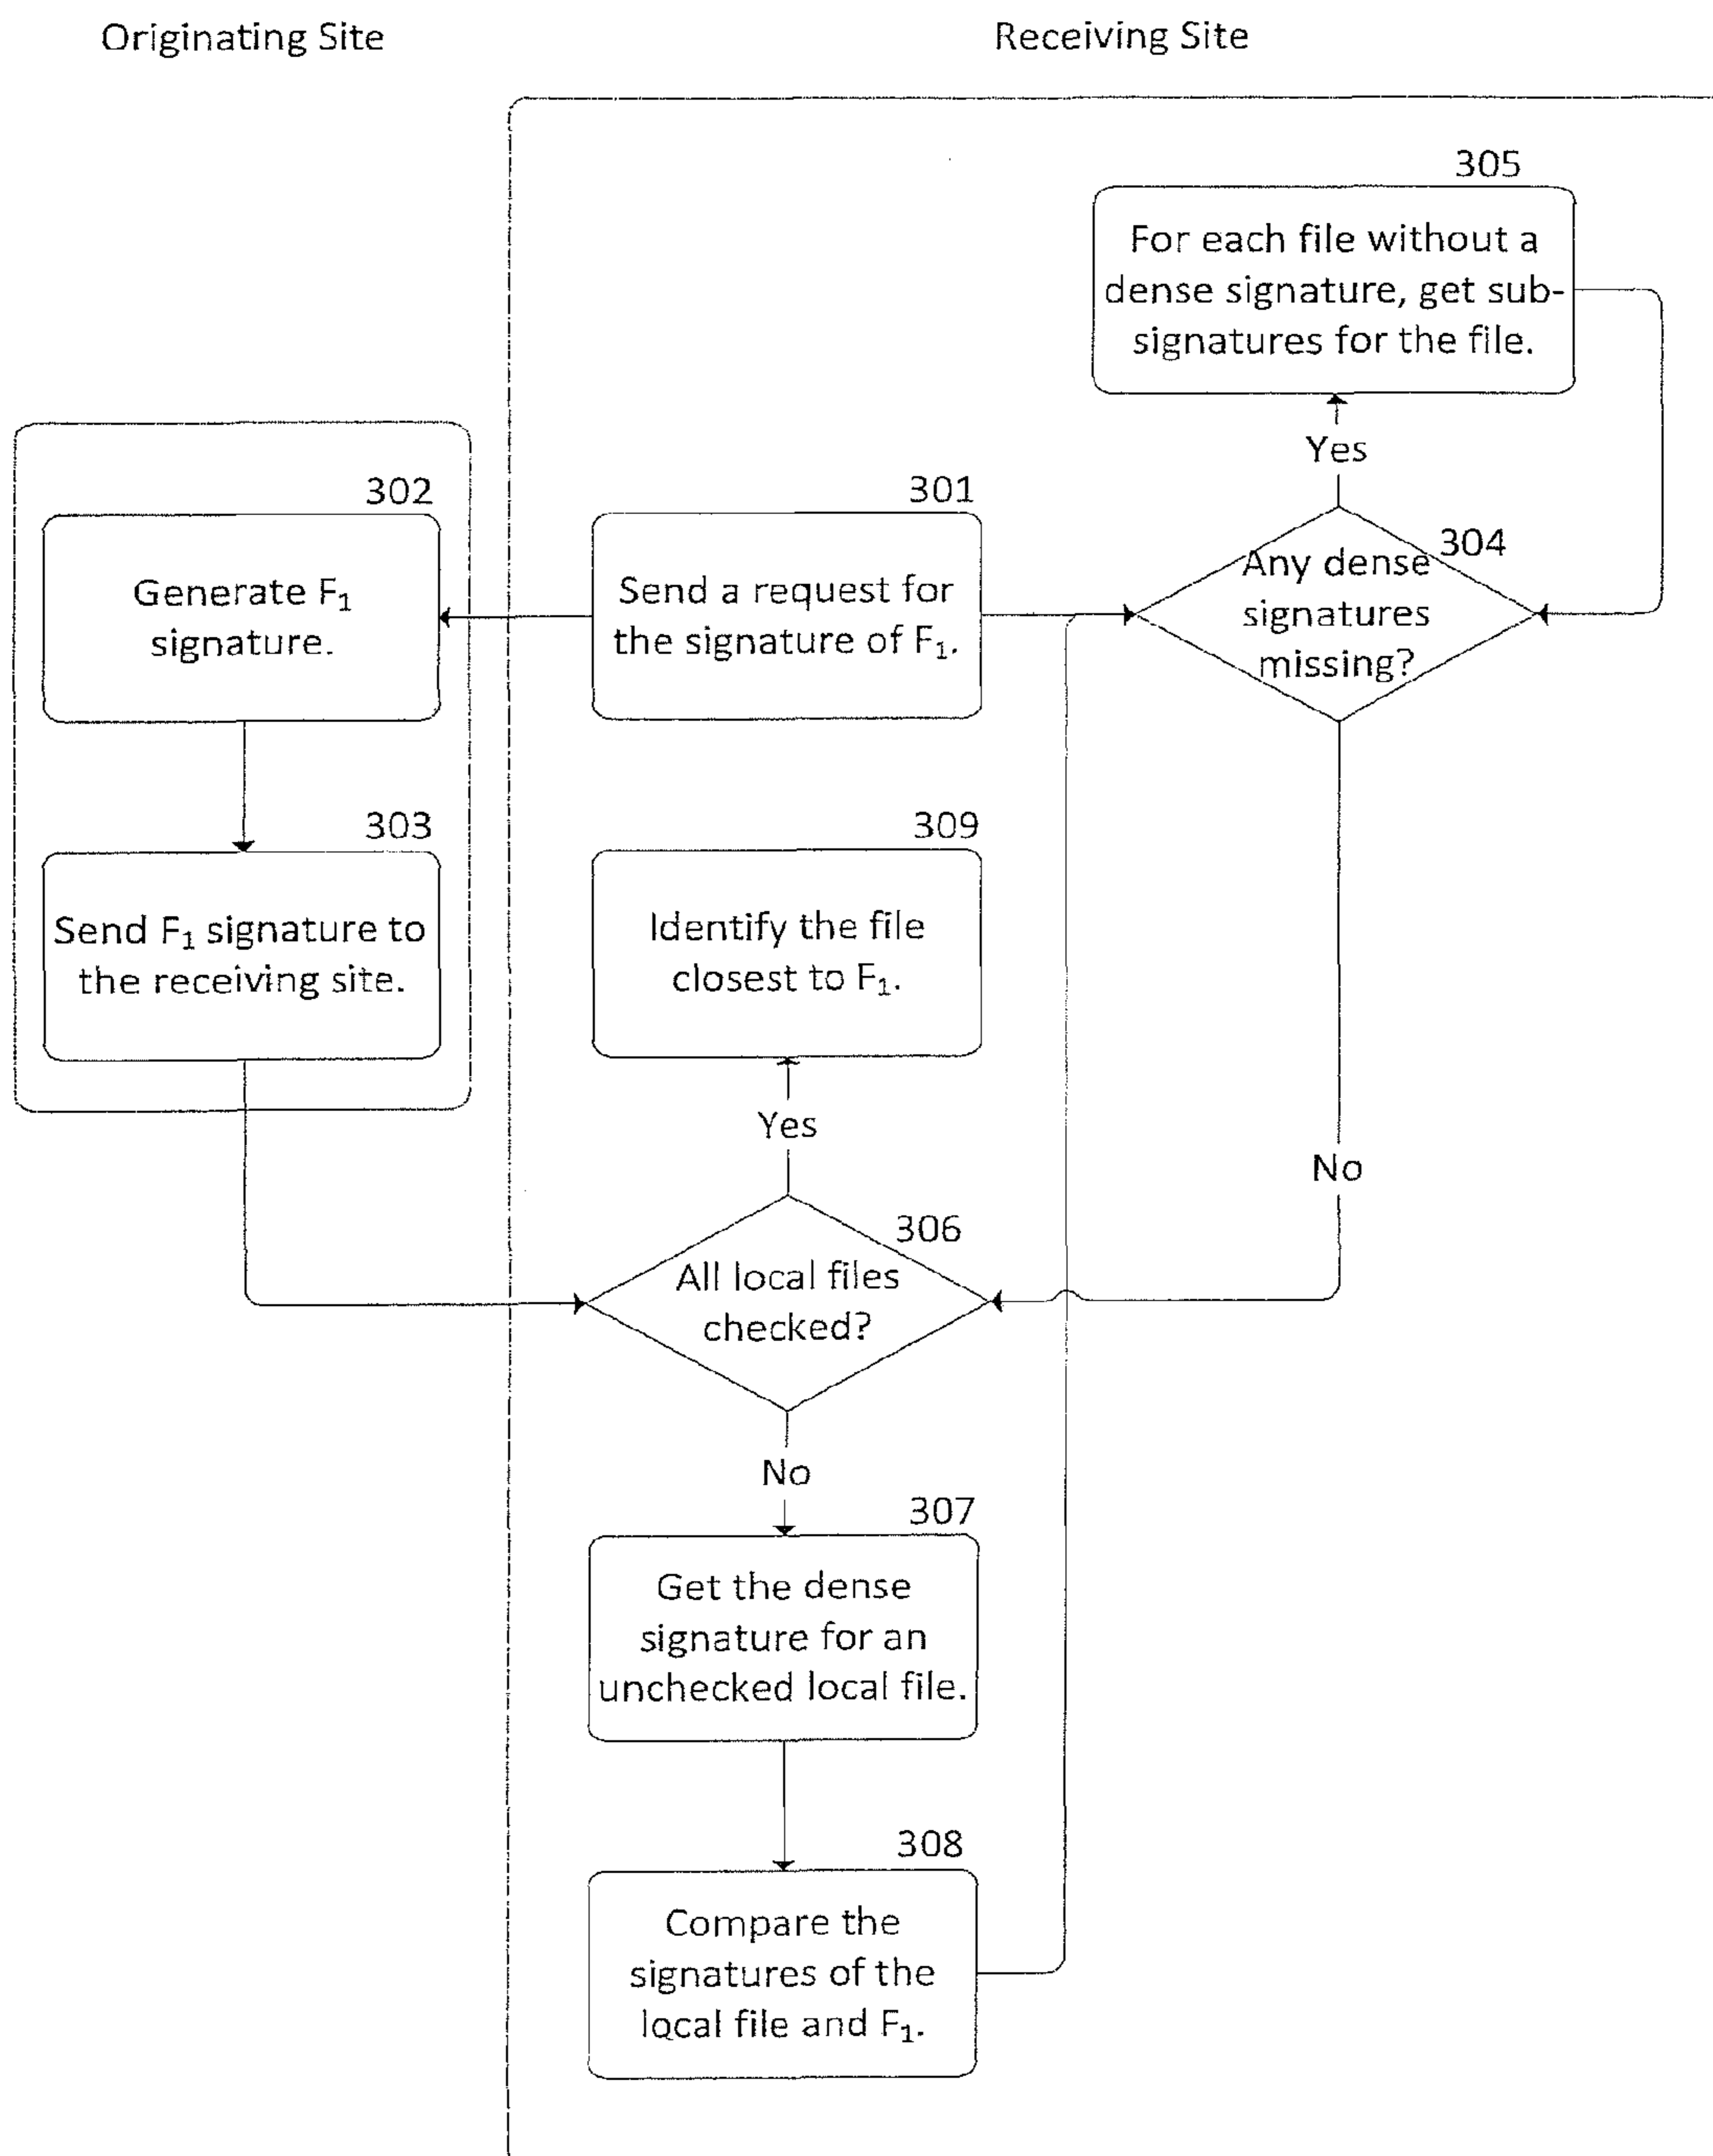 Originating Site
Receiving Site
305
For each file without a
dense signature, get sub-
signatures for the file.
Yes
302
Generate F₁
signature.
301
Send a request for
the signature of F₁.
304
Any dense
signatures
missing?
303
Send F₁ signature to
the receiving site.
309
Identify the file
closest to F₁.
Yes
No
306
All local files
checked?
No
307
Get the dense
signature for an
unchecked local file.
308
Compare the
signatures of the
local file and F₁.